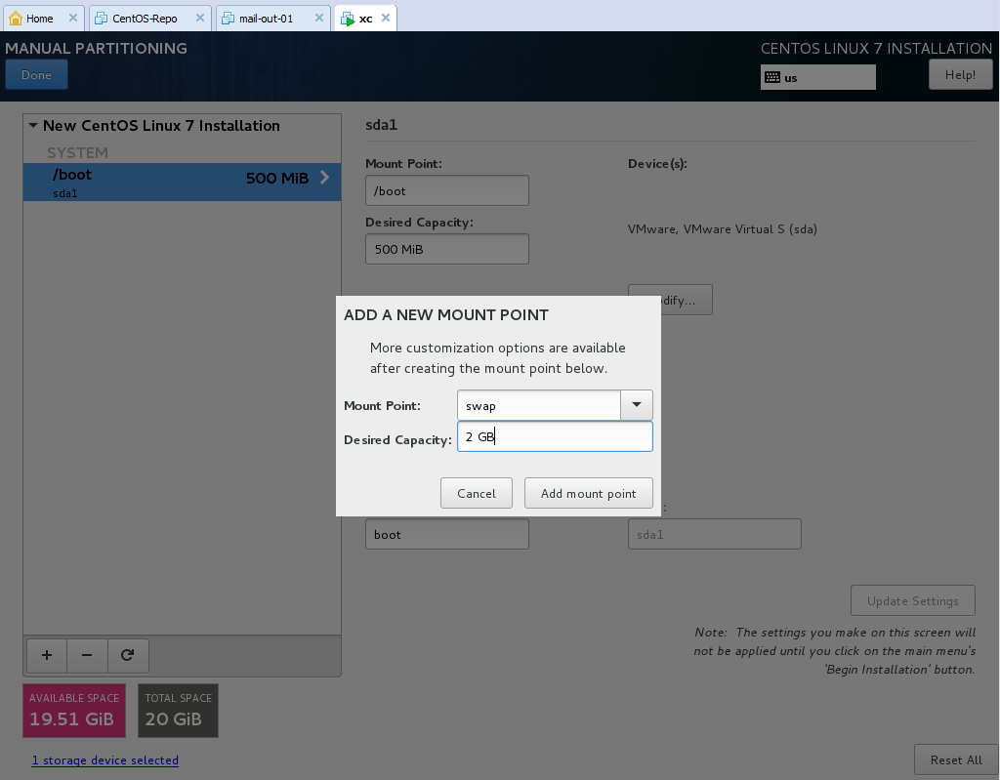 Home CentOS-Repo mail-out-01 xc
MANUAL PARTITIONING
CENTOS LINUX 7 INSTALLATION
Done
us
Help!
New CentOS Linux 7 Installation
SYSTEM
/boot 500 MiB
sda1
sda1
Mount Point:
/boot
Desired Capacity:
500 MiB
Device(s):
VMware, VMware Virtual S (sda)
dify...
ADD A NEW MOUNT POINT
More customization options are available
after creating the mount point below.
Mount Point: swap
Desired Capacity: 2 GB
Cancel Add mount point
:
boot
sda1
Update Settings
Note: The settings you make on this screen will
not be applied until you click on the main menu's
'Begin Installation' button.
+ − 
AVAILABLE SPACE
19.51 GiB
TOTAL SPACE
20 GiB
1 storage device selected
Reset All